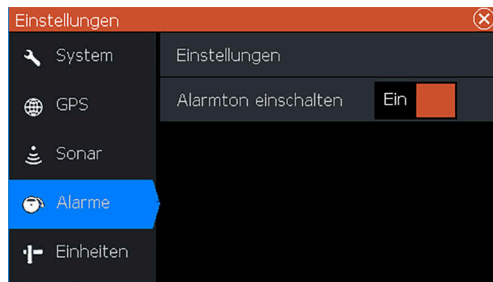 Einstellungen
System
GPS
Sonar
Alarme
Einheiten
Einstellungen
Alarmton einschalten Ein